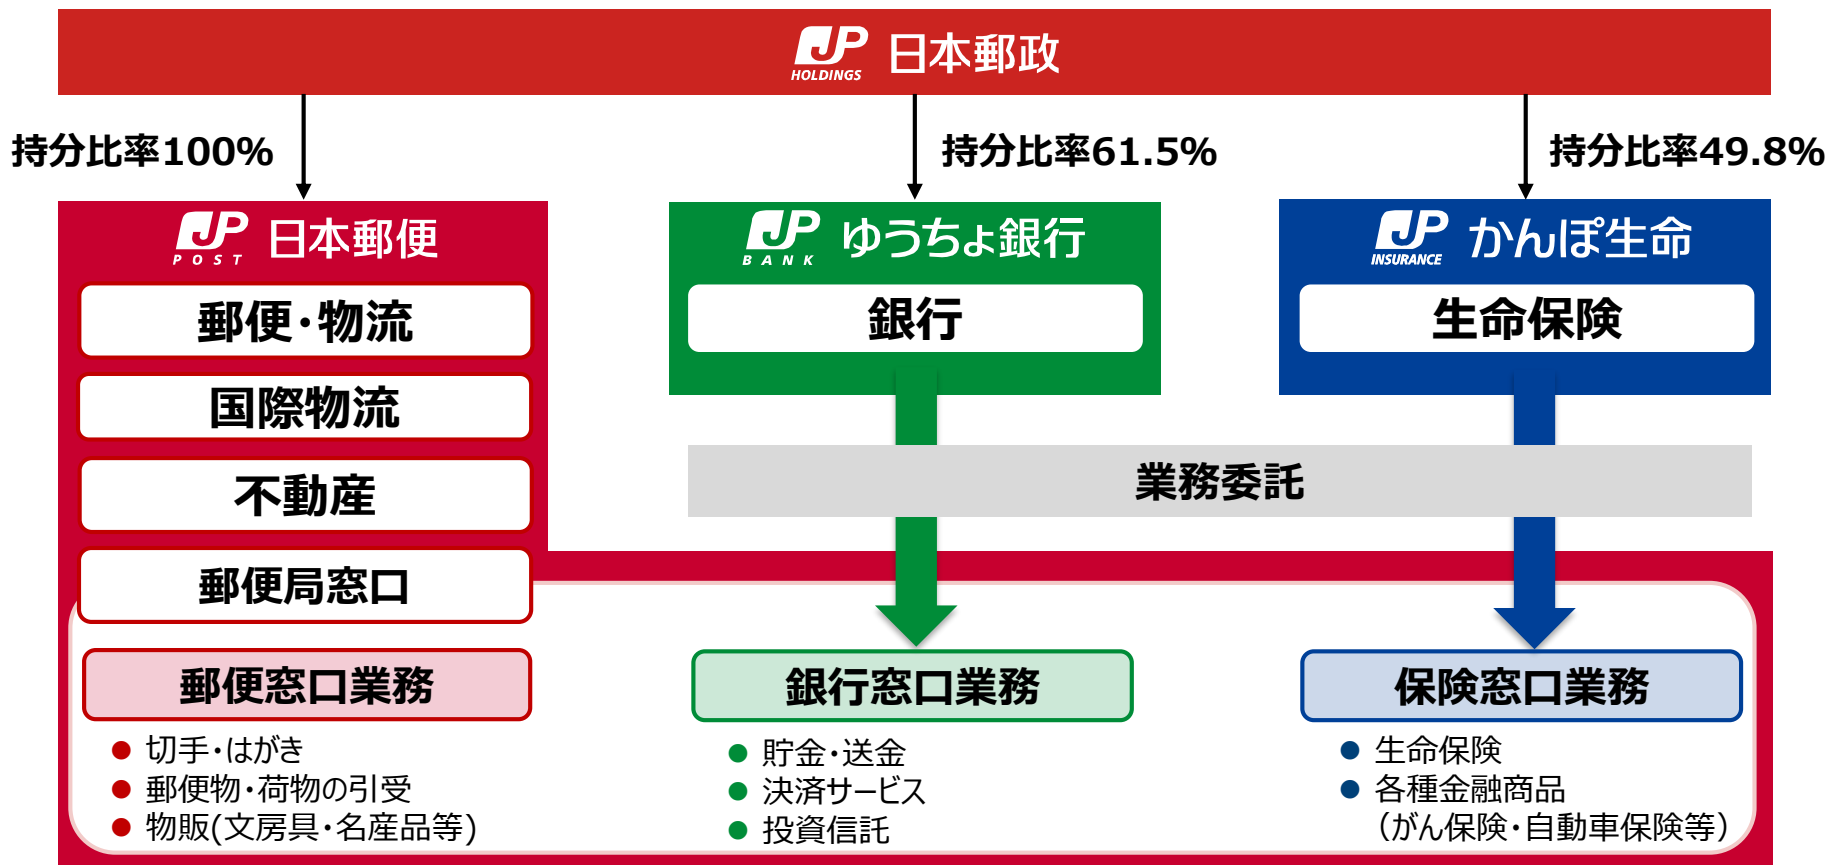 JP HOLDINGS 日本郵政
持分比率100%
持分比率61.5%
持分比率49.8%
JP POST 日本郵便
郵便・物流
国際物流
不動産
郵便局窓口
郵便窓口業務
● 切手・はがき
● 郵便物・荷物の引受
● 物販(文房具・名産品等)
JP BANK ゆうちょ銀行
銀行
JP INSURANCE かんぽ生命
生命保険
業務委託
銀行窓口業務
● 貯金・送金
● 決済サービス
● 投資信託
保険窓口業務
● 生命保険
● 各種金融商品
（がん保険・自動車保険等）